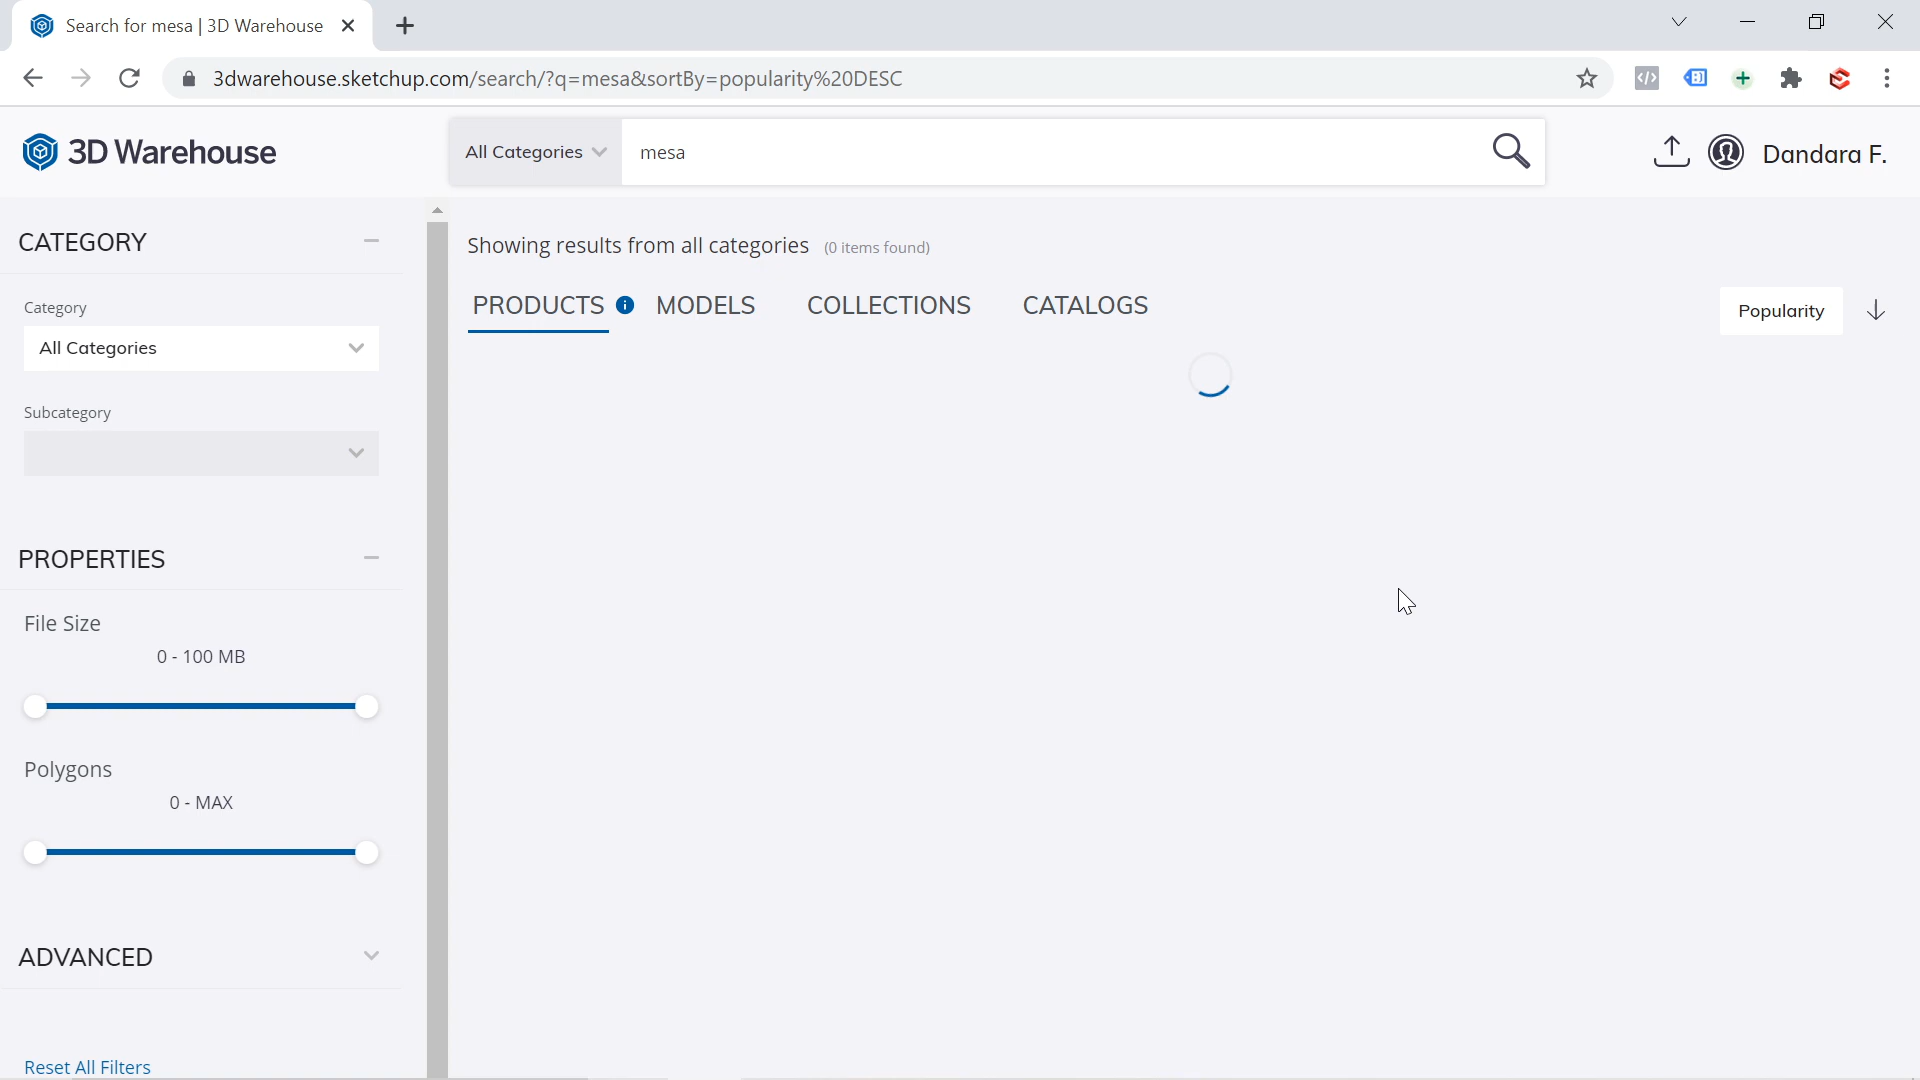 Search for mesa | 3D Warehouse
3dwarehouse.sketchup.com/search/?q=mesa&sortBy=popularity%20DESC
3D Warehouse
All Categories
mesa
Dandara F.
CATEGORY
Category
All Categories
Subcategory
PROPERTIES
File Size
0 - 100 MB
Polygons
0 - MAX
ADVANCED
Reset All Filters
Showing results from all categories (0 items found)
PRODUCTS MODELS COLLECTIONS CATALOGS
Popularity